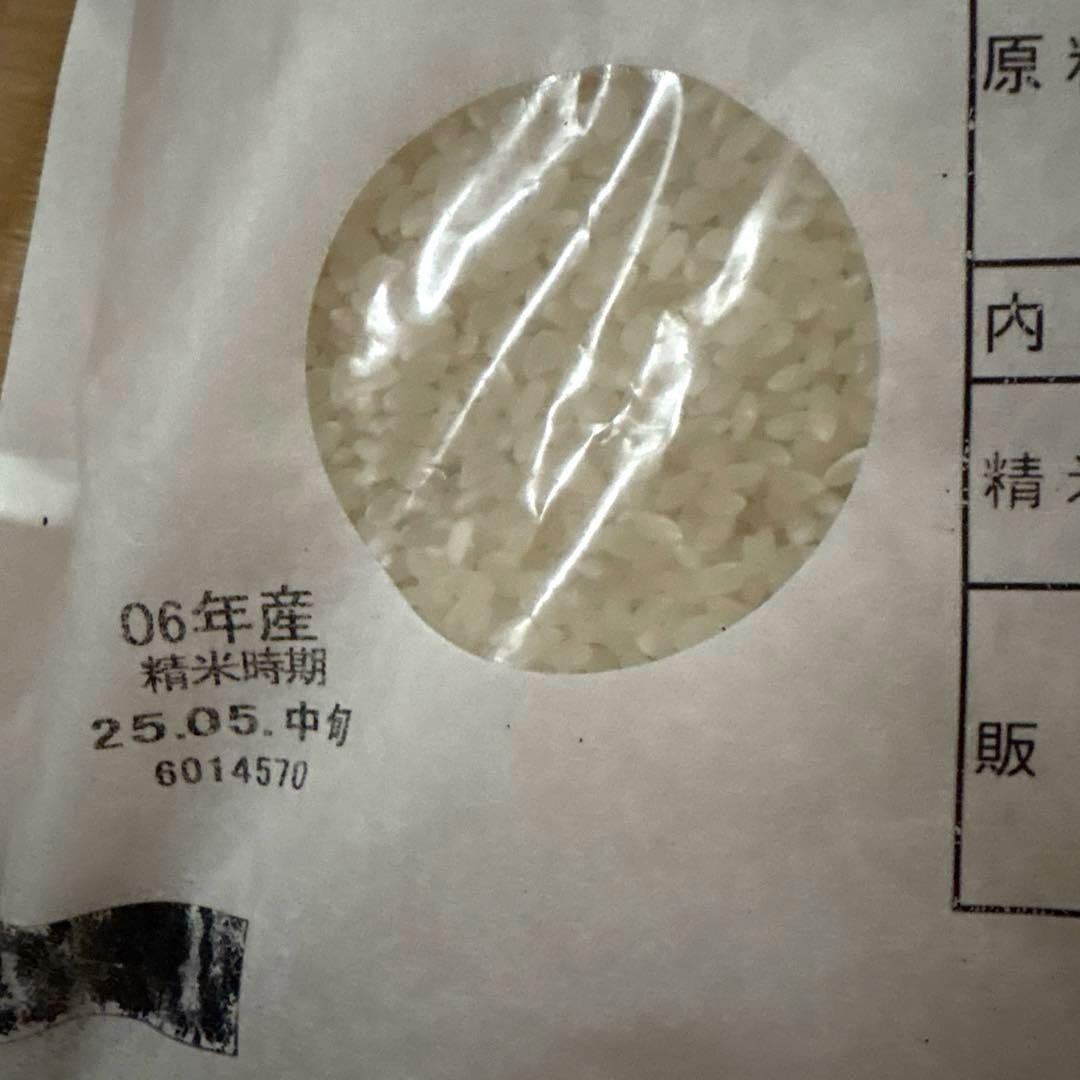 06年産
精米時期
25.05.中旬
6014570
原
内
精
販